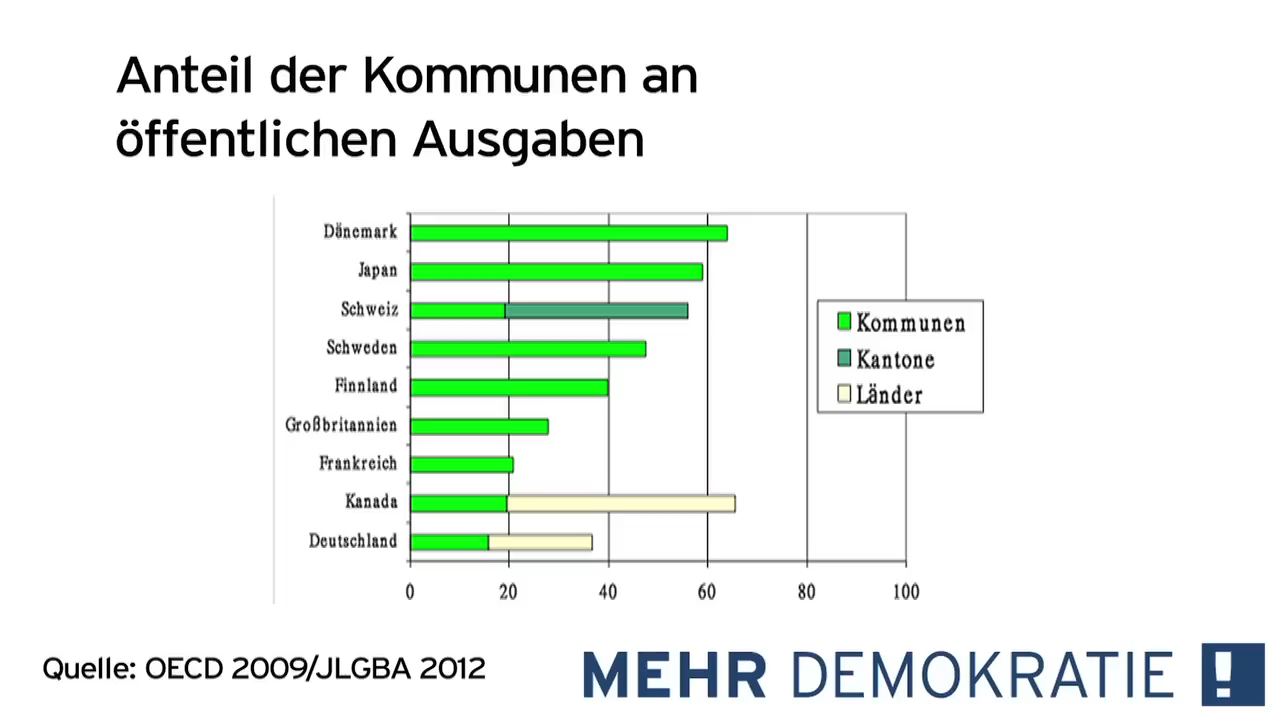 Anteil der Kommunen an
öffentlichen Ausgaben
Dänemark
Japan
Schweiz
Schweden
Finnland
Großbritannien
Frankreich
Kanada
Deutschland
0 20 40 60 80 100
Kommunen
Kantone
Länder
Quelle: OECD 2009/JLGBA 2012
MEHR DEMOKRATIE !